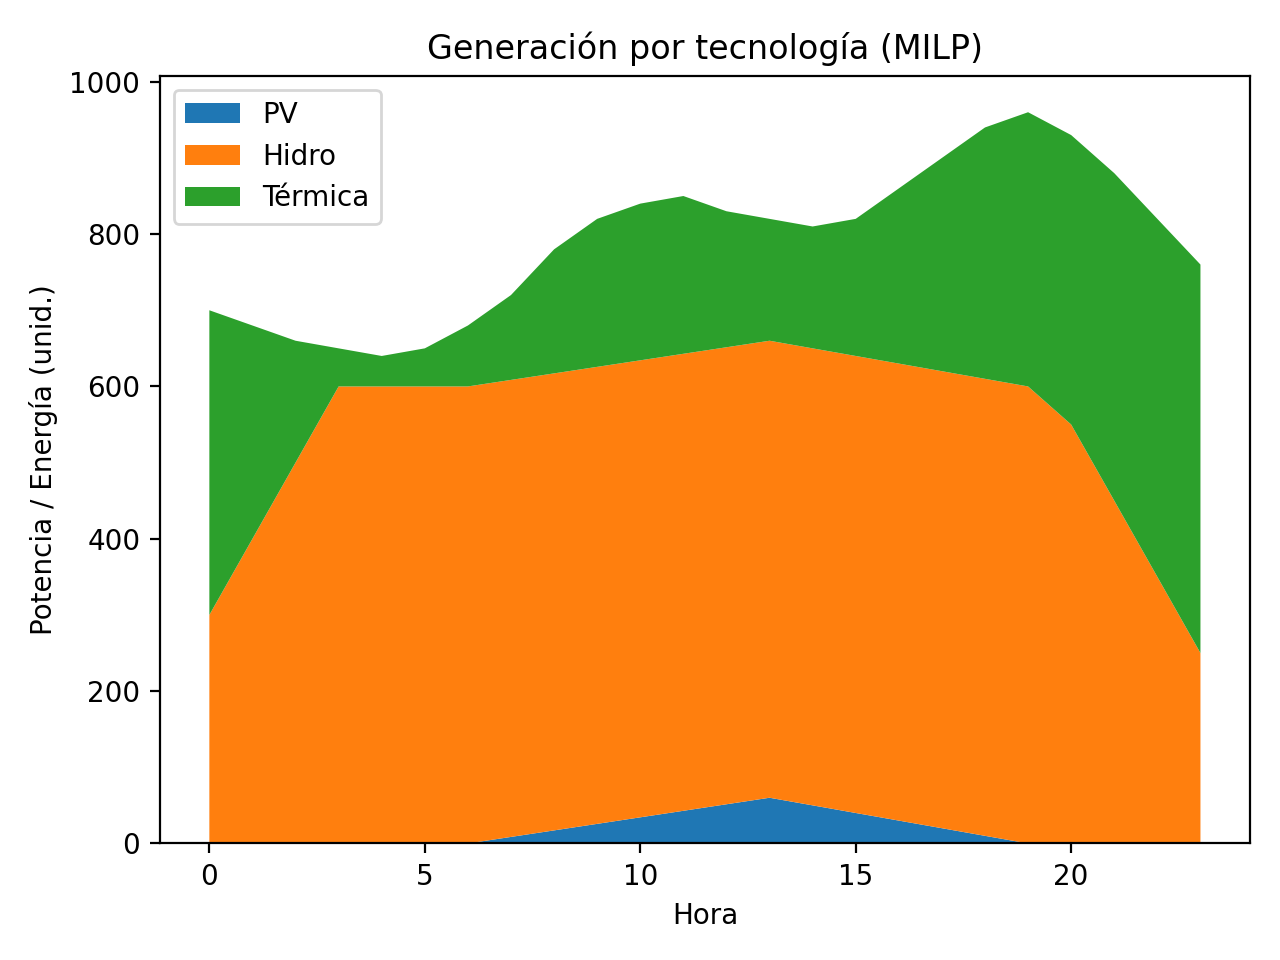 Generación por tecnología (MILP)
1000
800
600
400
200
0
Potencia / Energía (unid.)
PV
Hidro
Térmica
0 5 10 15 20
Hora